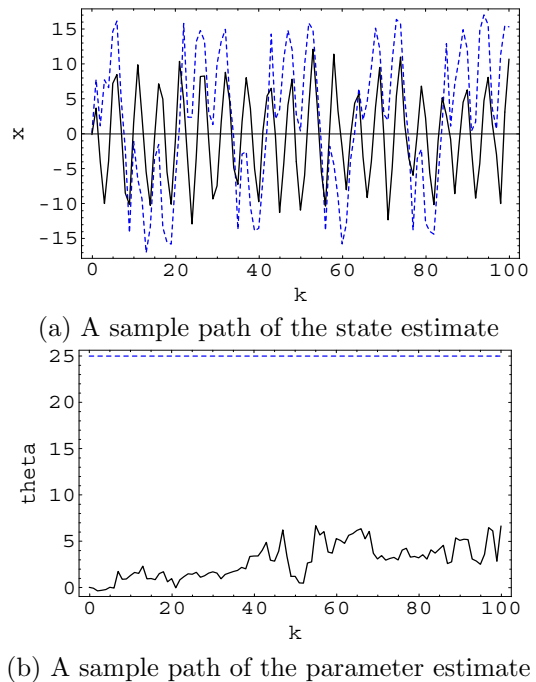 15
10
5
0
-5
-10
-15
x
0 20 40 60 80 100
k
(a) A sample path of the state estimate
25
20
15
10
5
0
theta
0 20 40 60 80 100
k
(b) A sample path of the parameter estimate